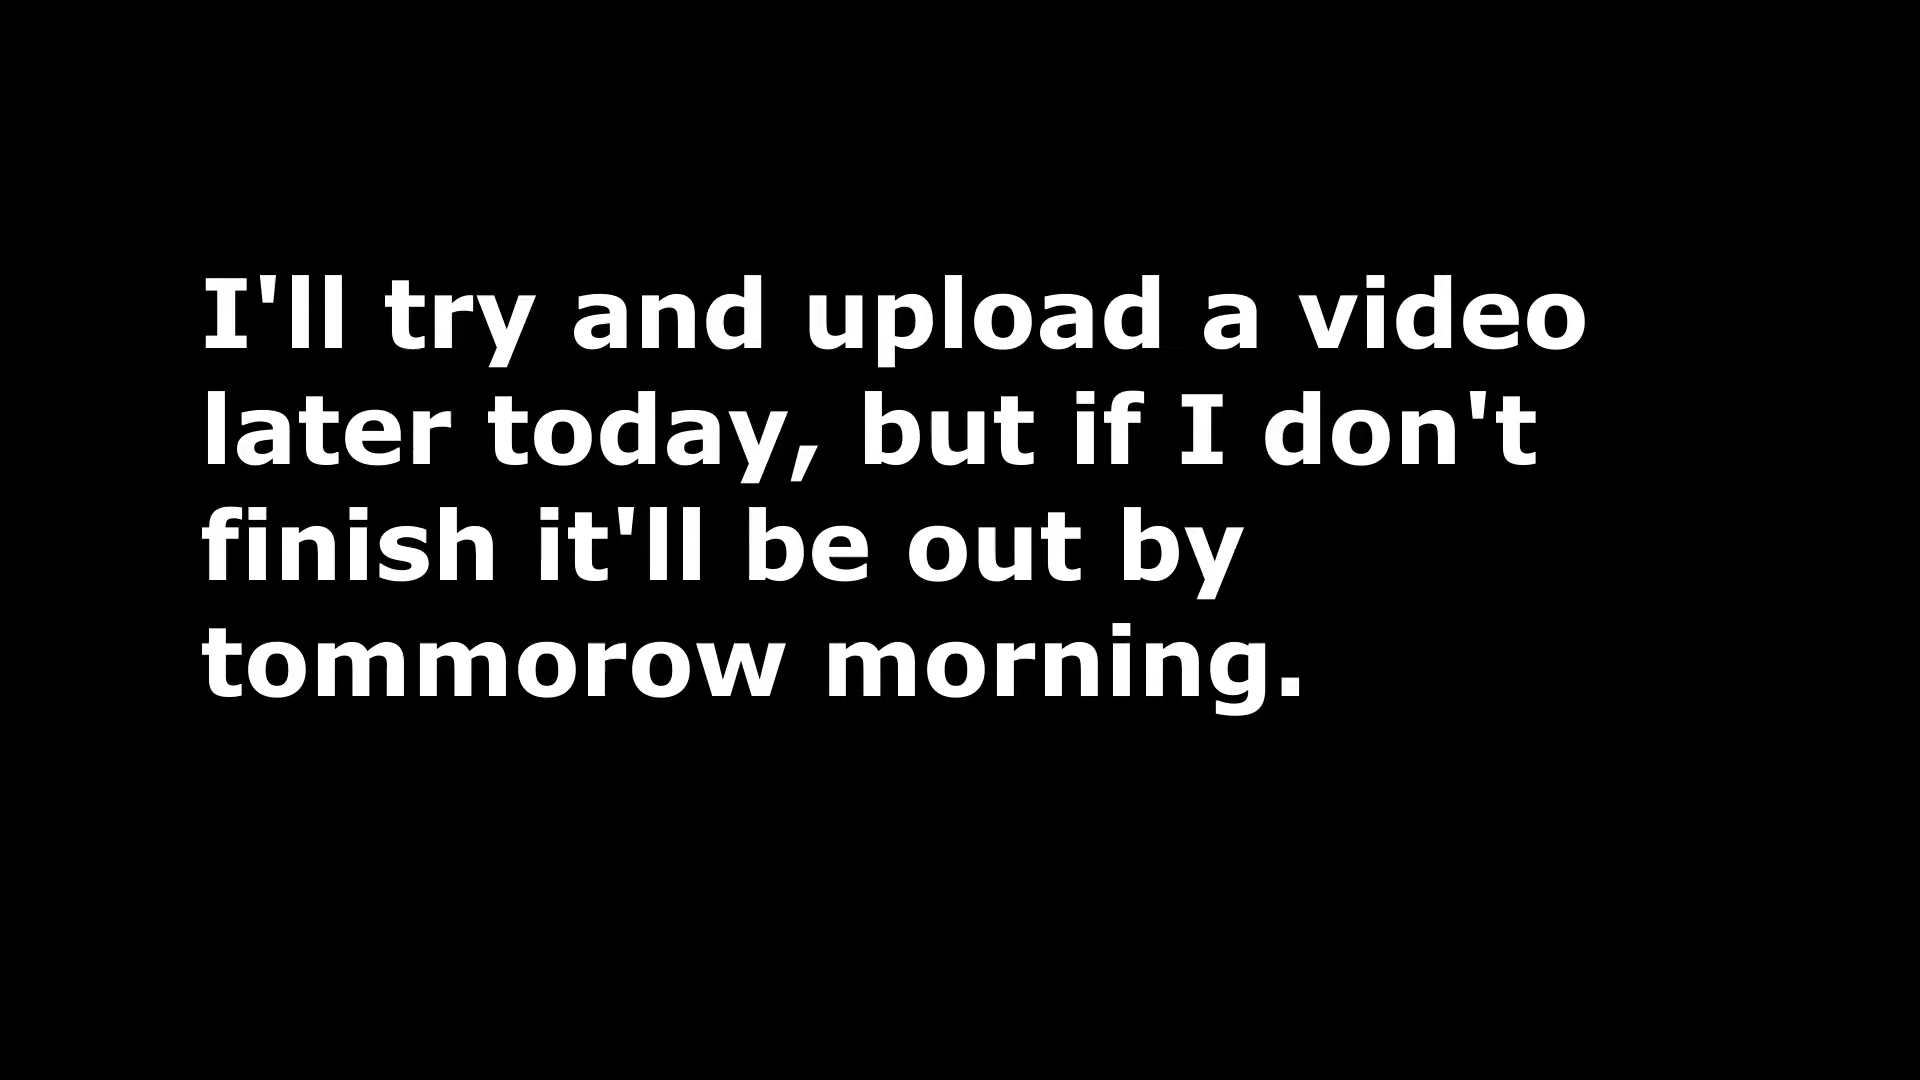 I'll try and upload a video
later today, but if I don't
finish it'll be out by
tommorow morning.